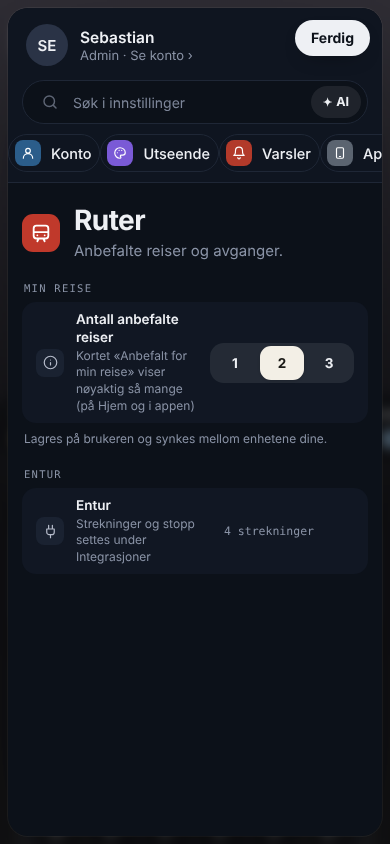 SE
Sebastian
Admin · Se konto ›
Ferdig
Søk i innstillinger
AI
Konto
Utseende
Varsler
Ap
Ruter
Anbefalte reiser og avganger.
MIN REISE
Antall anbefalte
reiser
Kortet «Anbefalt for
min reise» viser
nøyaktig så mange
(på Hjem og i appen)
1 2 3
Lagres på brukeren og synkes mellom enhetene dine.
ENTUR
Entur
Strekninger og stopp
settes under
Integrasjoner
4 strekninger